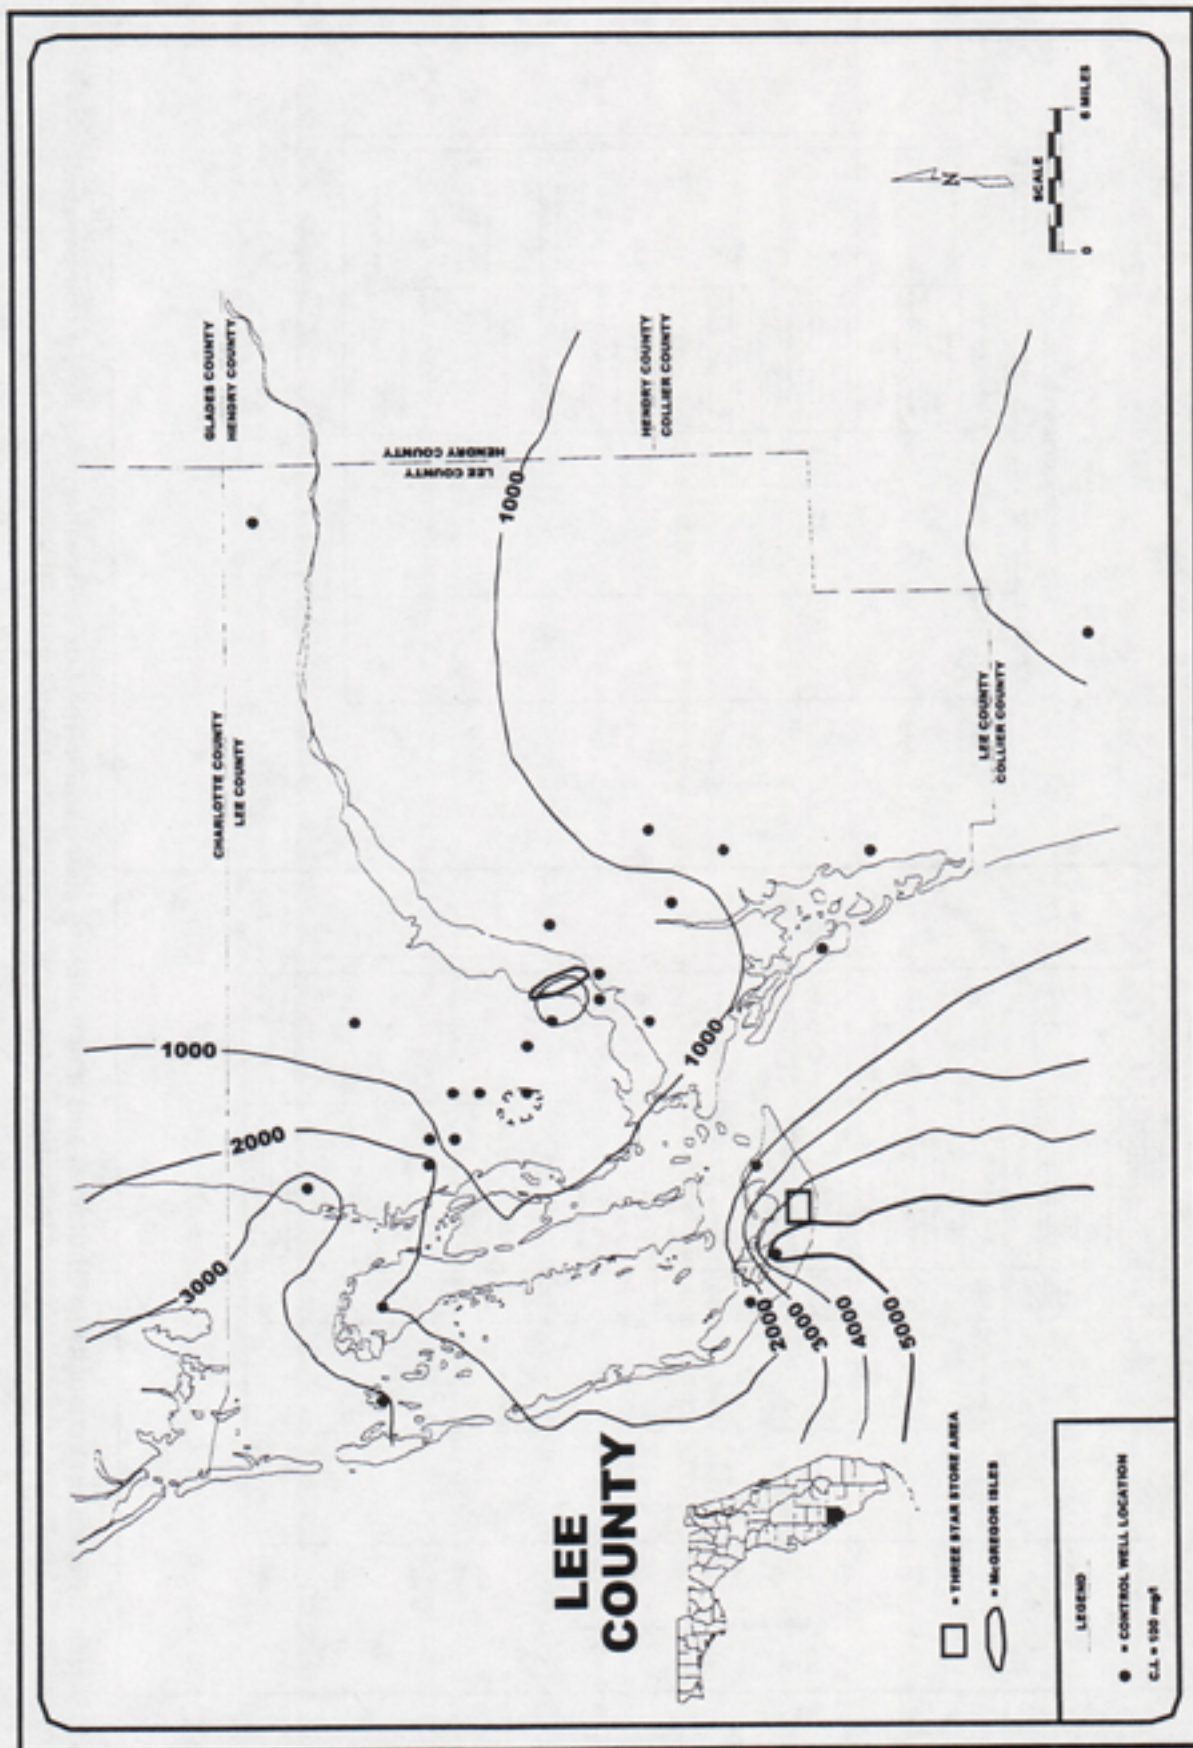 GLADES COUNTY
HENDRY COUNTY
CHARLOTTE COUNTY
LEE COUNTY
LEE COUNTY
HENDRY COUNTY
HENDRY COUNTY
COLLIER COUNTY
LEE COUNTY
COLLIER COUNTY
1000
1000
1000
2000
3000
2000
3000
4000
5000
N
SCALE
0
6 MILES
LEE
COUNTY
= THREE STAR STORE AREA
= McGREGOR ISLES
LEGEND
= CONTROL WELL LOCATION
C.I. = 100 mg/l